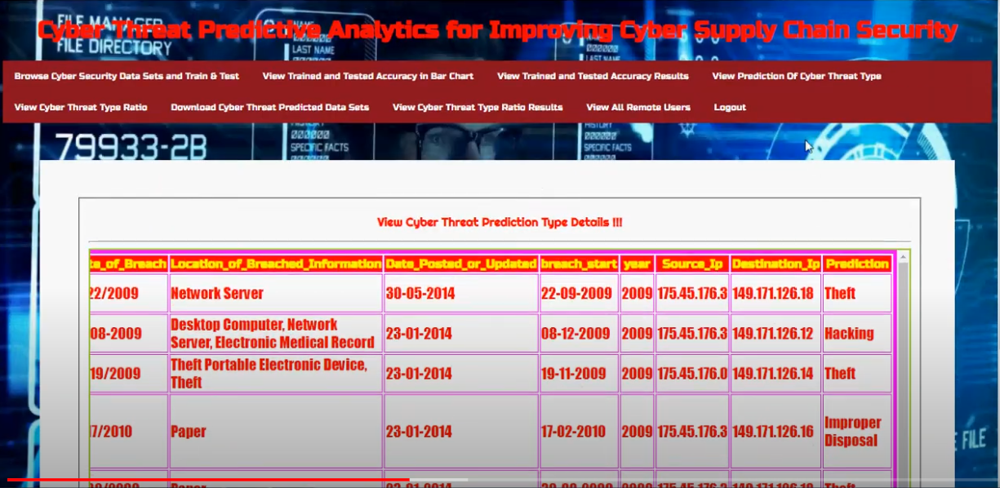 FILE MANAGER
Cyber Threat Predictive Analytics for Improving Cyber Supply Chain Security
FILE DIRECTORY
LAST NAME
Browse Cyber Security Data Sets and Train & Test View Trained and Tested Accuracy in Bar Chart View Trained and Tested Accuracy Results View Prediction Of Cyber Threat Type
View Cyber Threat Type Ratio Download Cyber Threat Predicted Data Sets View Cyber Threat Type Ratio Results View All Remote Users Logout
79933-2B
SPECIFIC FACTS
SPECIFIC FACTS
View Cyber Threat Prediction Type Details !!!
te_of_Breach Location_of_Breached_Information Date_Posted_or_Updated breach_start year Source_Ip Destination_Ip Prediction
22/2009 Network Server 30-05-2014 22-09-2009 2009 175.45.176.3 149.171.126.18 Theft
08-2009 Desktop Computer, Network
Server, Electronic Medical Record 23-01-2014 08-12-2009 2009 175.45.176.3 149.171.126.12 Hacking
19/2009 Theft Portable Electronic Device,
Theft 23-01-2014 19-11-2009 2009 175.45.176.0 149.171.126.14 Theft
7/2010 Paper 23-01-2014 17-02-2010 2009 175.45.176.3 149.171.126.16 Improper
Disposal
FILE